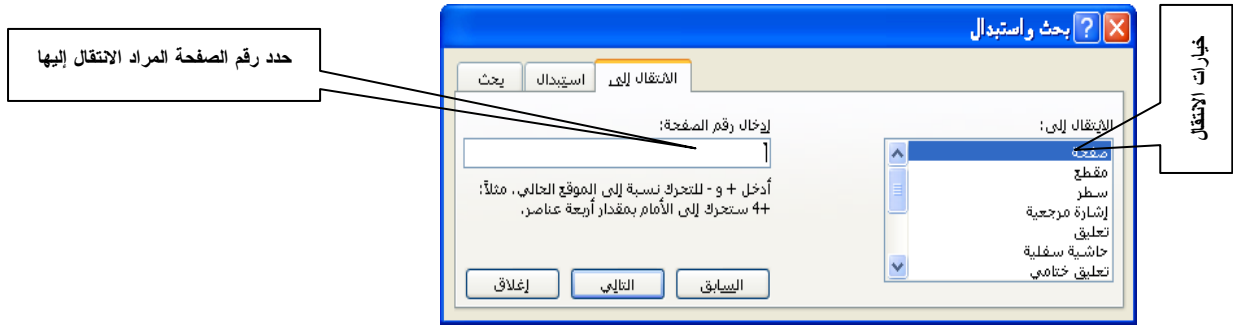 بحث واستبدال
خيارات الانتقال
حدد رقم الصفحة المراد الانتقال إليها
بحث
استبدال
الانتقال إلى
الانتقال إلى:
صفحة
مقطع
سطر
إشارة مرجعية
تعليق
حاشية سفلية
تعليق ختامي
إدخال رقم الصفحة:
أدخل + و - للتحرك نسبة إلى الموقع الحالي، مثلاً:
+4 ستحرك إلى الأمام بمقدار أربعة عناصر.
السابق
التالي
إغلاق